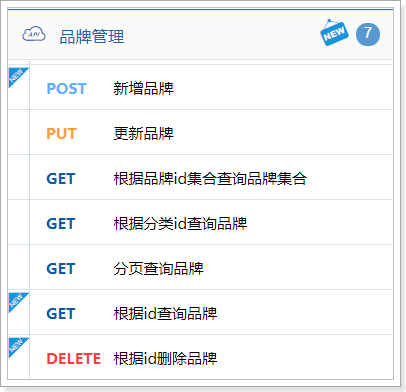 API 品牌管理 NEW 7
NEW POST 新增品牌
PUT 更新品牌
GET 根据品牌id集合查询品牌集合
GET 根据分类id查询品牌
GET 分页查询品牌
NEW GET 根据id查询品牌
NEW DELETE 根据id删除品牌